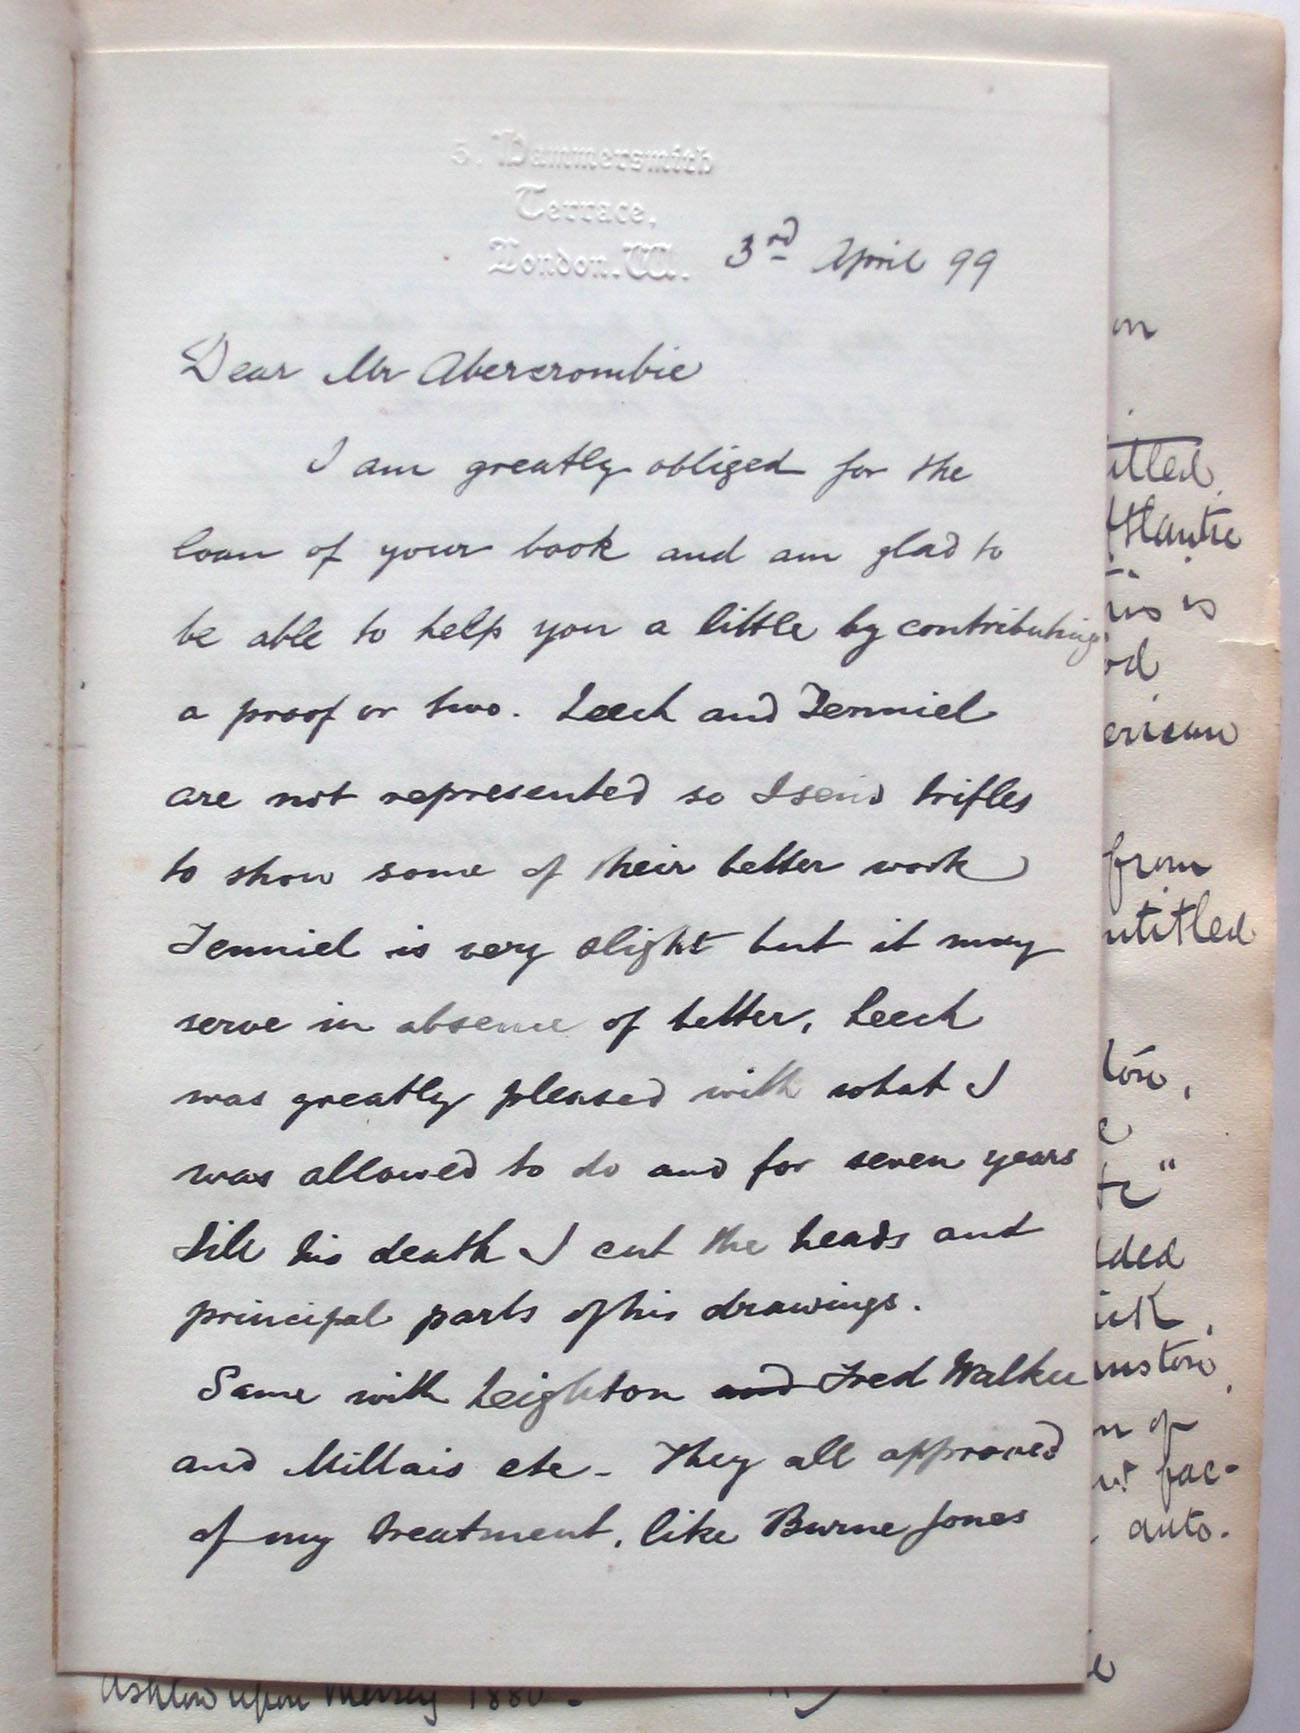 5. Hammersmith
Terrace,
London. W.
3rd April 99
Dear Mr Abercrombie
I am greatly obliged for the
loan of your book and am glad to
be able to help you a little by contributing
a proof or two. Leech and Tenniel
are not represented so I send trifles
to show some of their better work
Tenniel is very slight but it may
serve in absence of better. Leech
was greatly pleased with what I
was allowed to do and for seven years
till his death I cut the heads and
principal parts of his drawings.
Same with Leighton and Fred Walker
and Millais etc - They all approved
of my treatment, like Burne Jones
on
itled
Atlantic
his is
od
erican
from
ntitled
ton,
te"
dded
ick,
inston,
n of
fac-
auto.
Ashton upon Mersey 1880 -